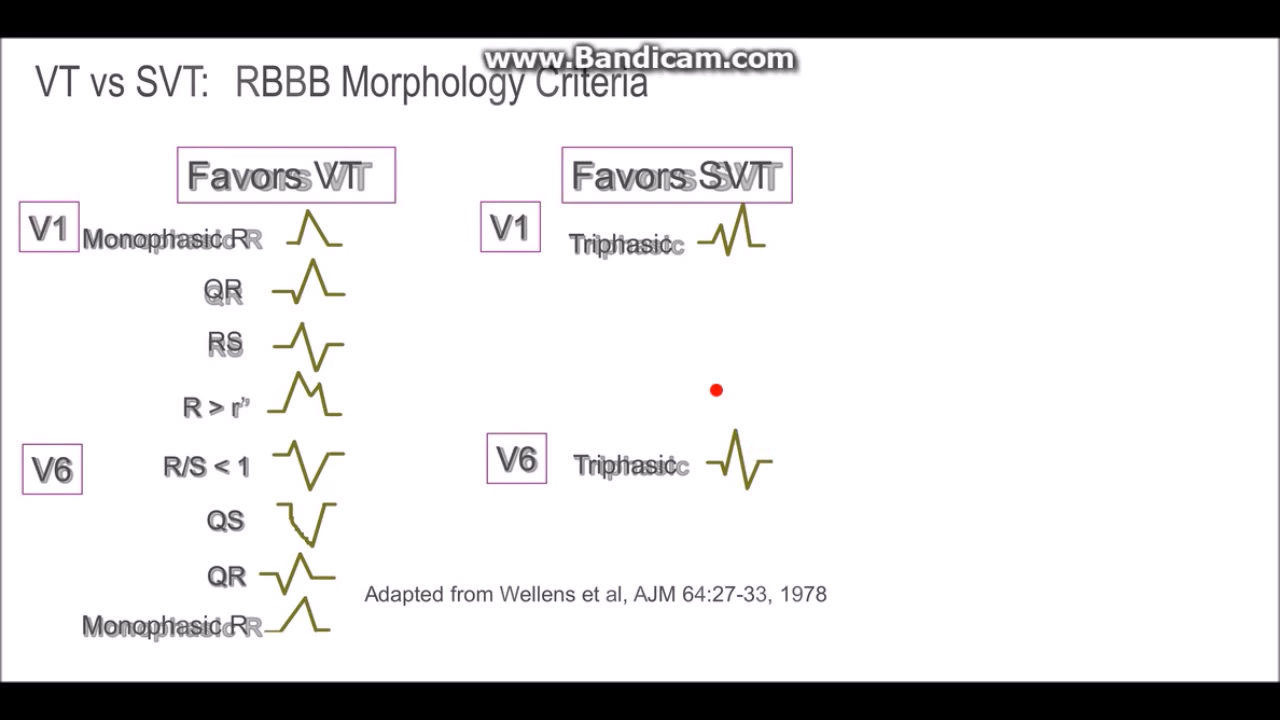 www.Bandicam.com
VT vs SVT: RBBB Morphology Criteria
Favors VT
Favors SVT
V1
Monophasic R
QR
RS
R > r”
V6
R/S < 1
QS
QR
Monophasic R
V1
Triphasic
V6
Triphasic
Adapted from Wellens et al, AJM 64:27-33, 1978